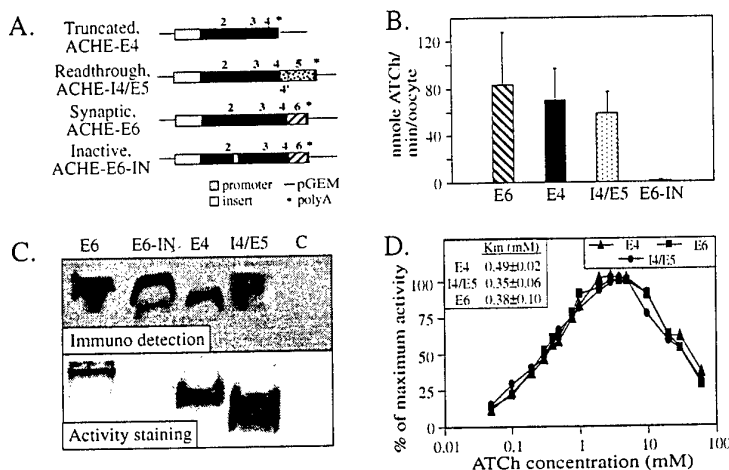 A.
Truncated,
ACHE-E4
2 3 4 *
Readthrough,
ACHE-I4/E5
2 3 4 5 *
4'
Synaptic,
ACHE-E6
2 3 4 6 *
Inactive,
ACHE-E6-IN
2 3 4 6 *
promoter pGEM
insert * polyA
B.
nmole ATCh/
min/oocyte
120
80
40
0
E6 E4 I4/E5 E6-IN
C.
E6 E6-IN E4 I4/E5 C
Immuno detection
Activity staining
D.
Km (mM)
E4 0.49±0.02
I4/E5 0.35±0.06
E6 0.38±0.10
E4 E6
I4/E5
% of maximum activity
100
75
50
25
0
0.01 0.1 1 10 100
ATCh concentration (mM)